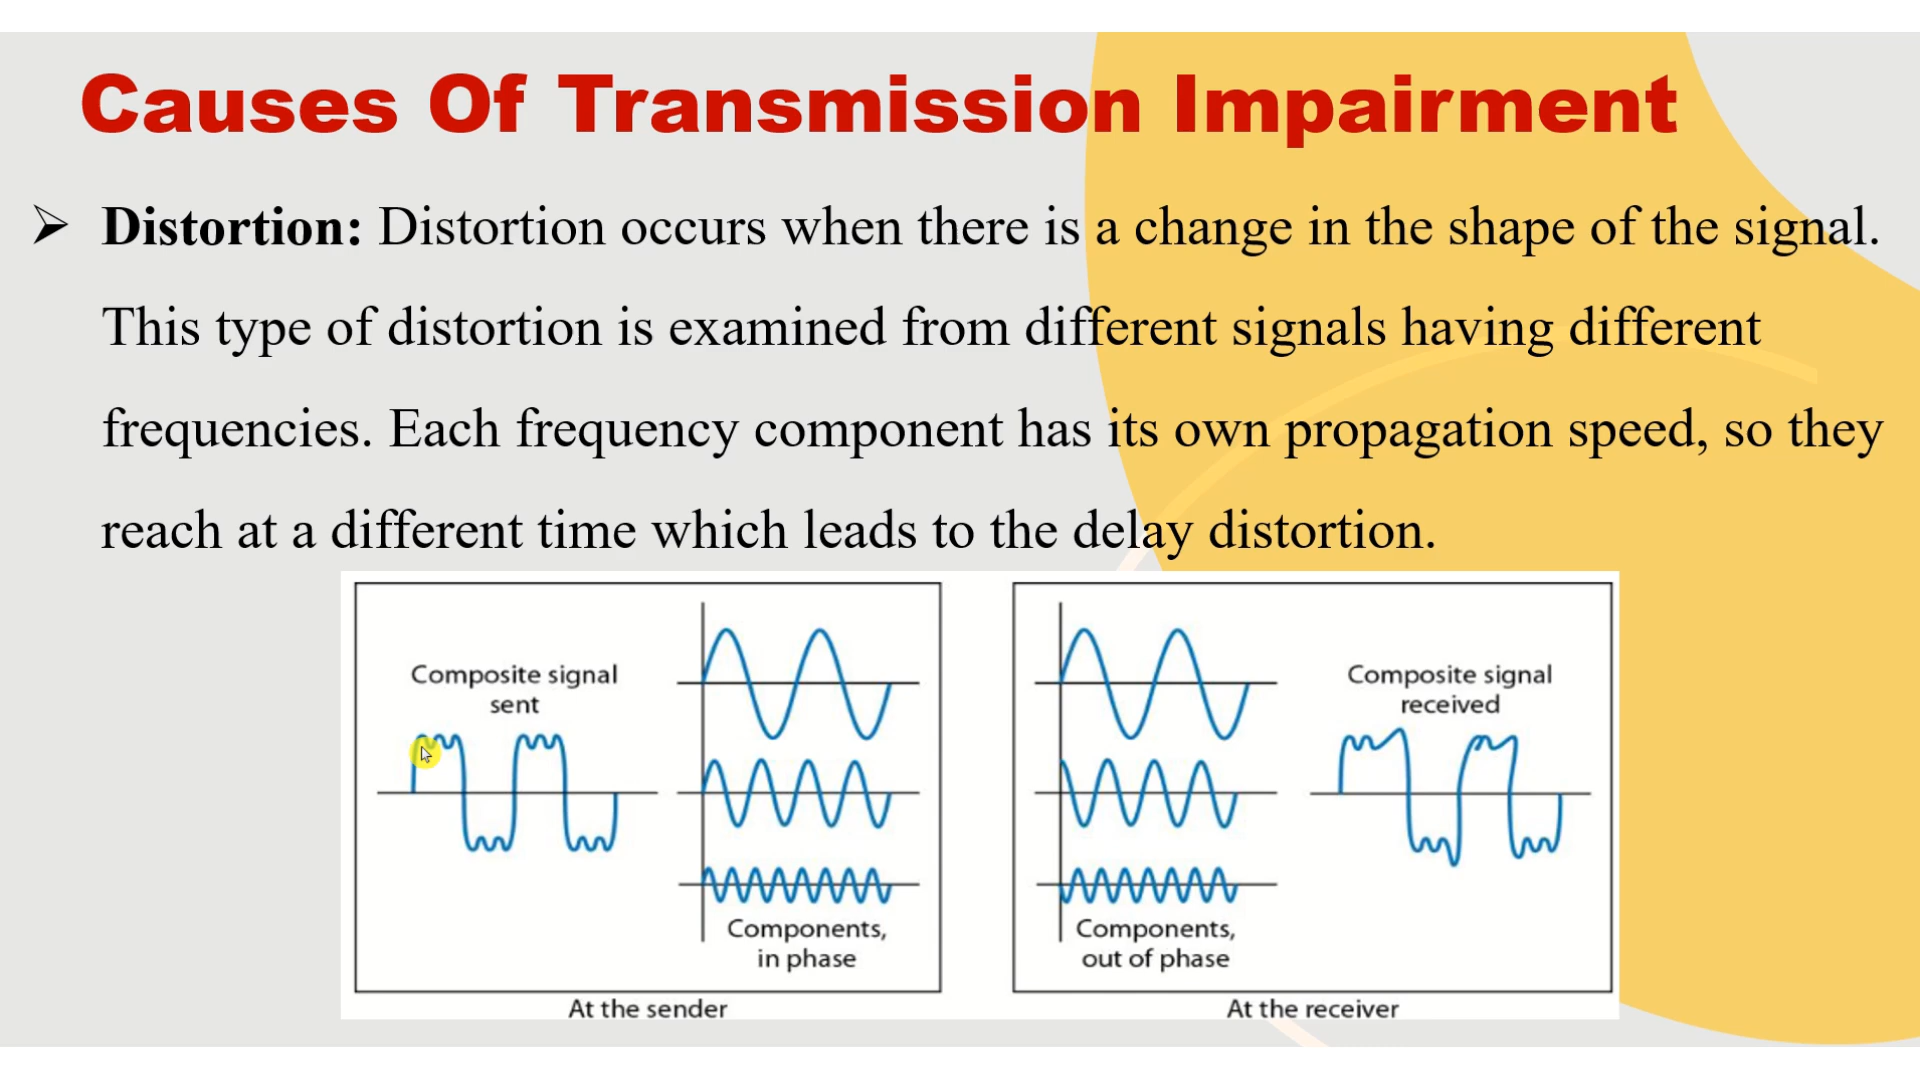 Causes Of Transmission Impairment
➢ Distortion: Distortion occurs when there is a change in the shape of the signal.
This type of distortion is examined from different signals having different
frequencies. Each frequency component has its own propagation speed, so they
reach at a different time which leads to the delay distortion.
Composite signal
sent
Components,
in phase
At the sender
Components,
out of phase
Composite signal
received
At the receiver